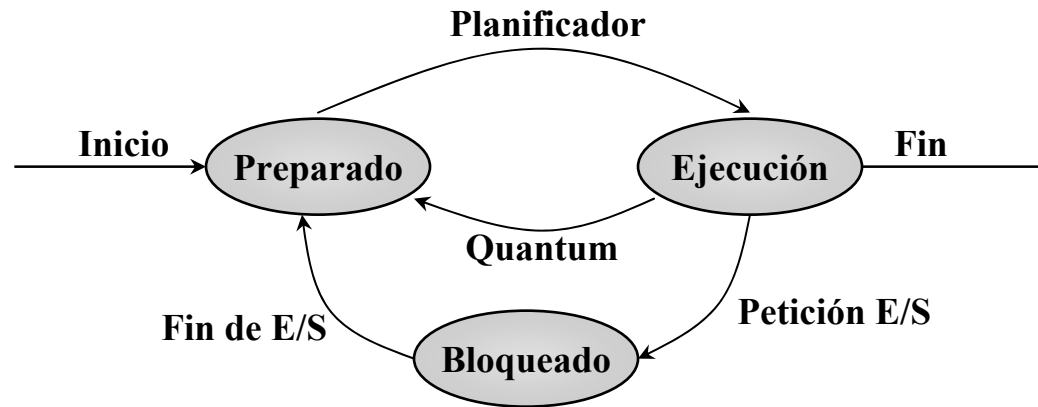 Planificador
Inicio
Preparado
Ejecución
Fin
Quantum
Fin de E/S
Petición E/S
Bloqueado